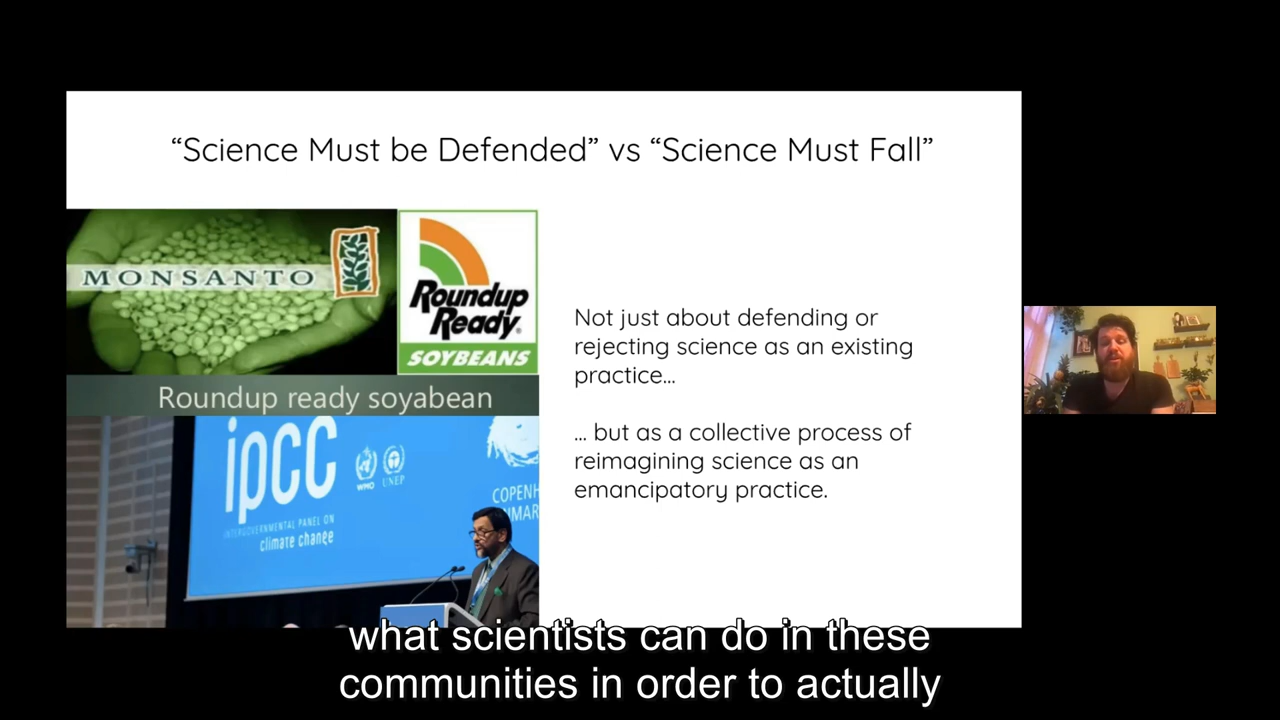 “Science Must be Defended” vs “Science Must Fall”
MONSANTO
Roundup
Ready®
SOYBEANS
Roundup ready soyabean
ipcc
WMO UNEP
INTERGOVERNMENTAL PANEL ON
climate change
COPENH
NMAR
Not just about defending or
rejecting science as an existing
practice...
... but as a collective process of
reimagining science as an
emancipatory practice.
what scientists can do in these
communities in order to actually